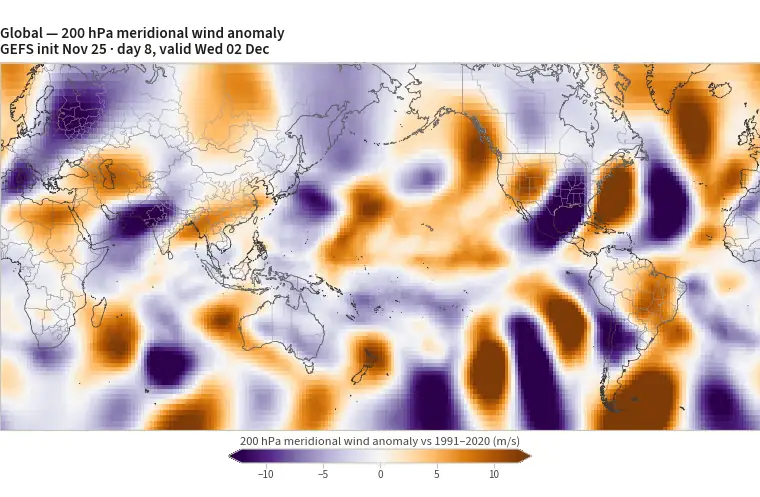 Global — 200 hPa meridional wind anomaly
GEFS init Nov 25 · day 8, valid Wed 02 Dec
200 hPa meridional wind anomaly vs 1991–2020 (m/s)
−10 −5 0 5 10